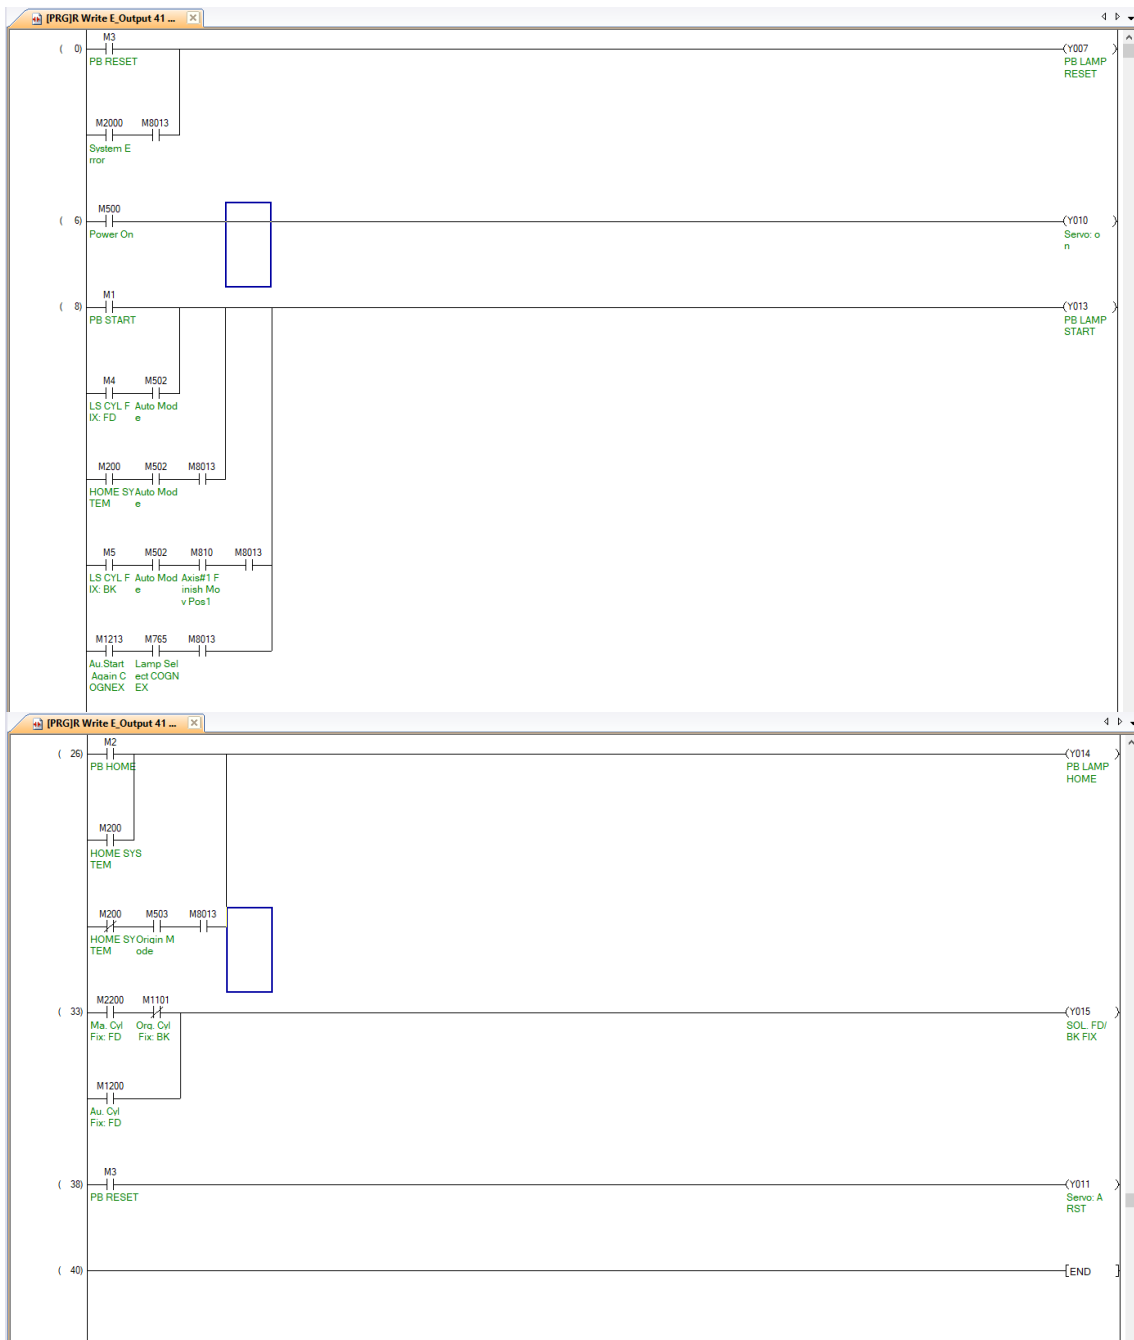 [PRG]R Write E_Output 41 ...
M3
( 0)
(Y007 )
PB RESET
PB LAMP
RESET
M2000 M8013
System E
rror
M500
( 6)
(Y010 )
Power On
Servo: o
n
M1
( 8)
(Y013 )
PB START
PB LAMP
START
M4 M502
LS CYL F Auto Mod
IX: FD e
M200 M502 M8013
HOME SY Auto Mod
TEM e
M5 M502 M810 M8013
LS CYL F Auto Mod Axis#1 F
IX: BK e inish Mo
v Pos1
M1213 M765 M8013
Au.Start Lamp Sel
Again C ect COGN
OGNEX EX
[PRG]R Write E_Output 41 ...
M2
( 26)
(Y014 )
PB HOME
PB LAMP
HOME
M200
HOME SYS
TEM
M200 M503 M8013
HOME SY Origin M
TEM ode
M2200 M1101
( 33)
(Y015 )
Ma. Cyl Org. Cyl
Fix: FD Fix: BK
SOL. FD/
BK FIX
M1200
Au. Cyl
Fix: FD
M3
( 38)
(Y011 )
PB RESET
Servo: A
RST
( 40)
[END ]